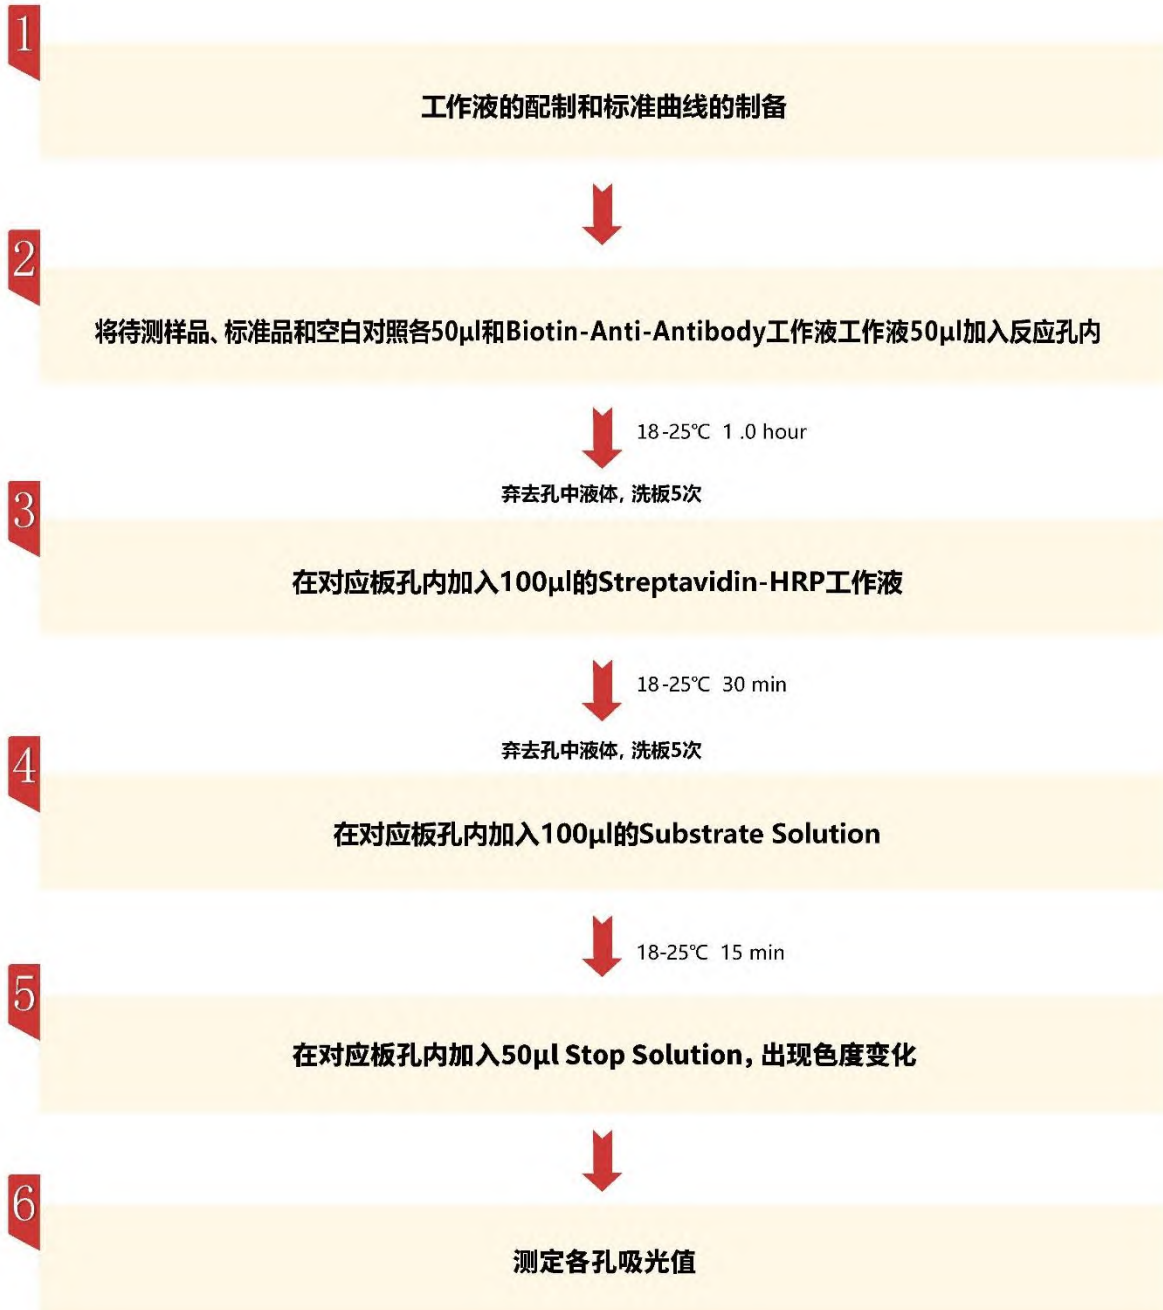 1
工作液的配制和标准曲线的制备
2
将待测样品、标准品和空白对照各50μl和Biotin-Anti-Antibody工作液工作液50μl加入反应孔内
18-25℃ 1 .0 hour
弃去孔中液体, 洗板5次
3
在对应板孔内加入100μl的Streptavidin-HRP工作液
18-25℃ 30 min
弃去孔中液体, 洗板5次
4
在对应板孔内加入100μl的Substrate Solution
18-25℃ 15 min
5
在对应板孔内加入50μl Stop Solution, 出现色度变化
6
测定各孔吸光值